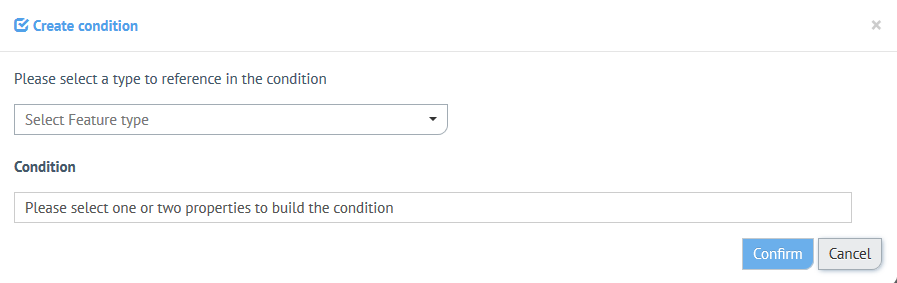 Create condition ×
Please select a type to reference in the condition
Select Feature type
Condition
Please select one or two properties to build the condition
Confirm Cancel